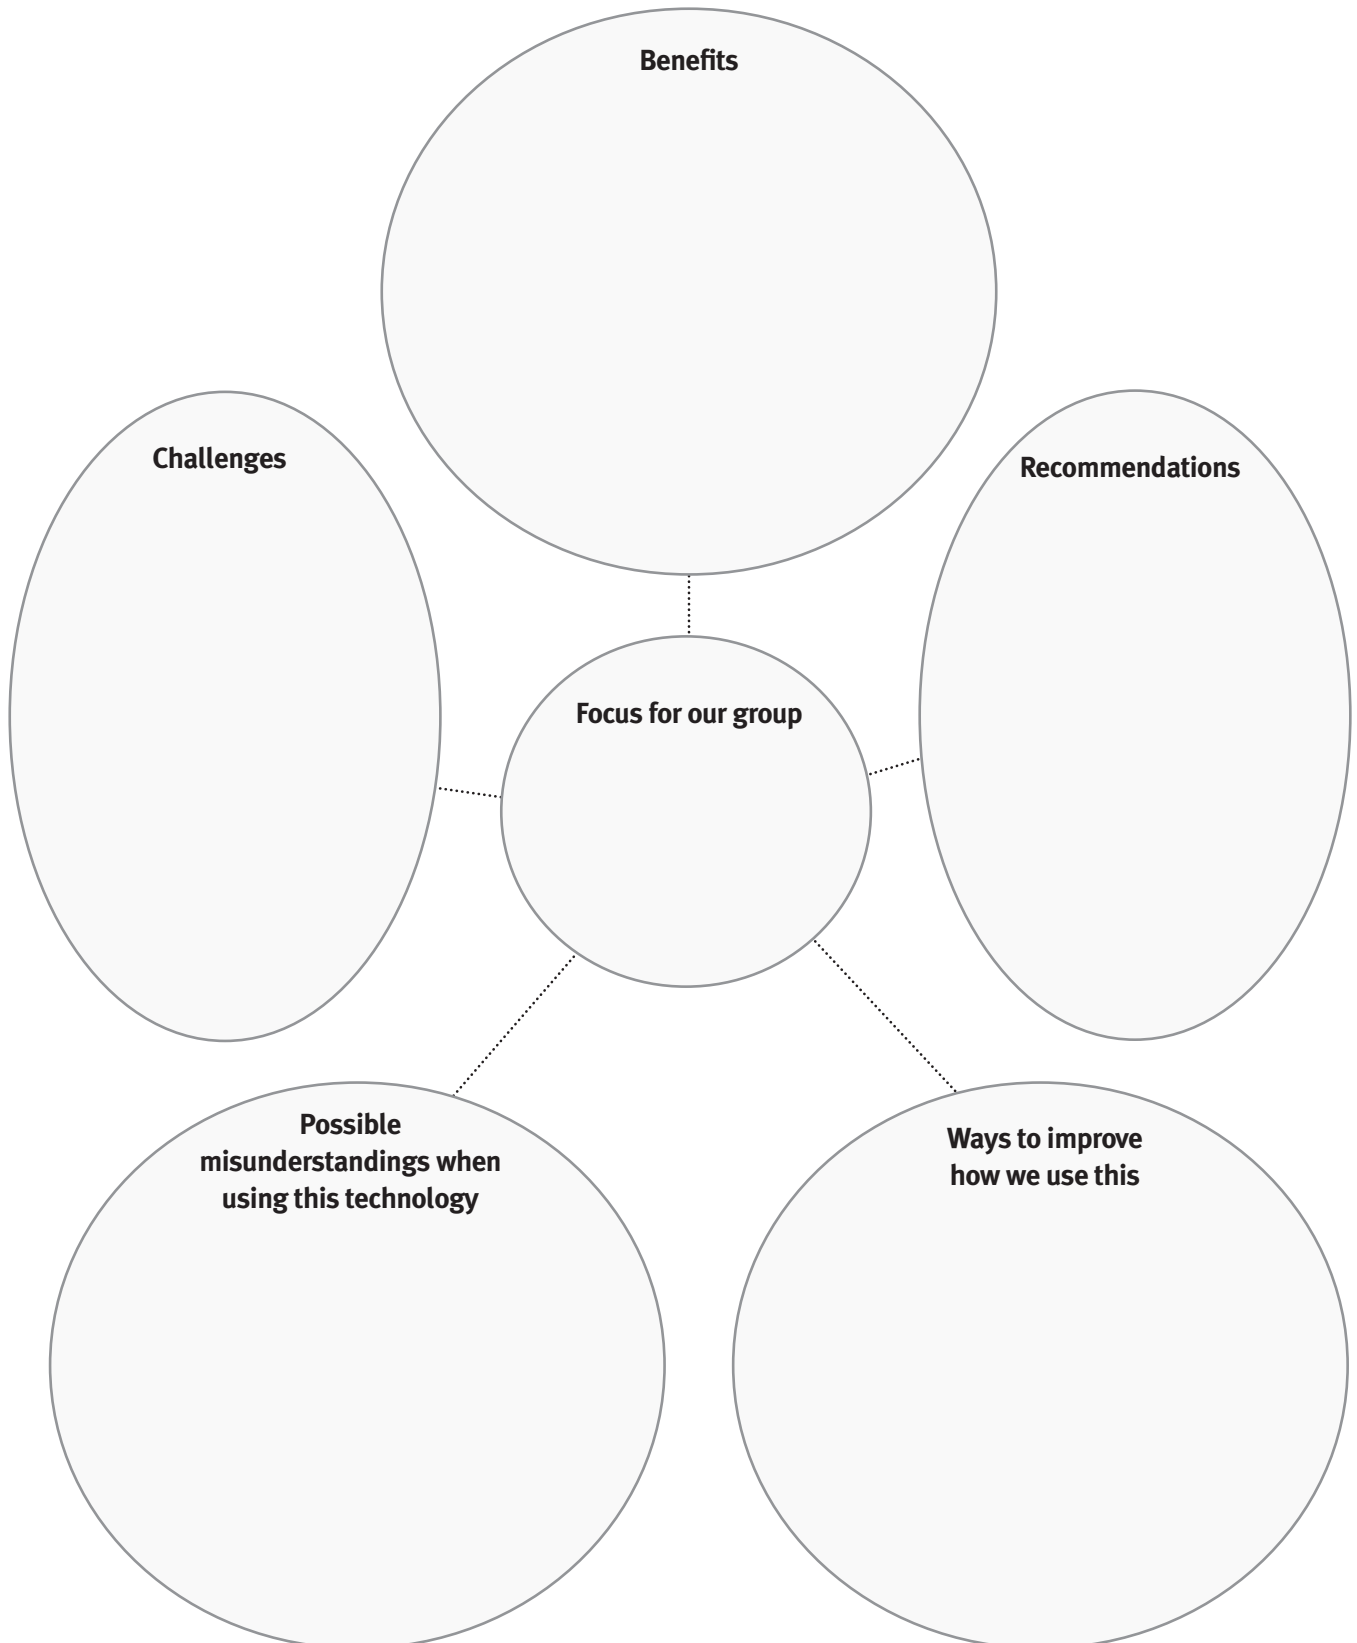 Benefits
Challenges
Recommendations
Focus for our group
Possible
misunderstandings when
using this technology
Ways to improve
how we use this